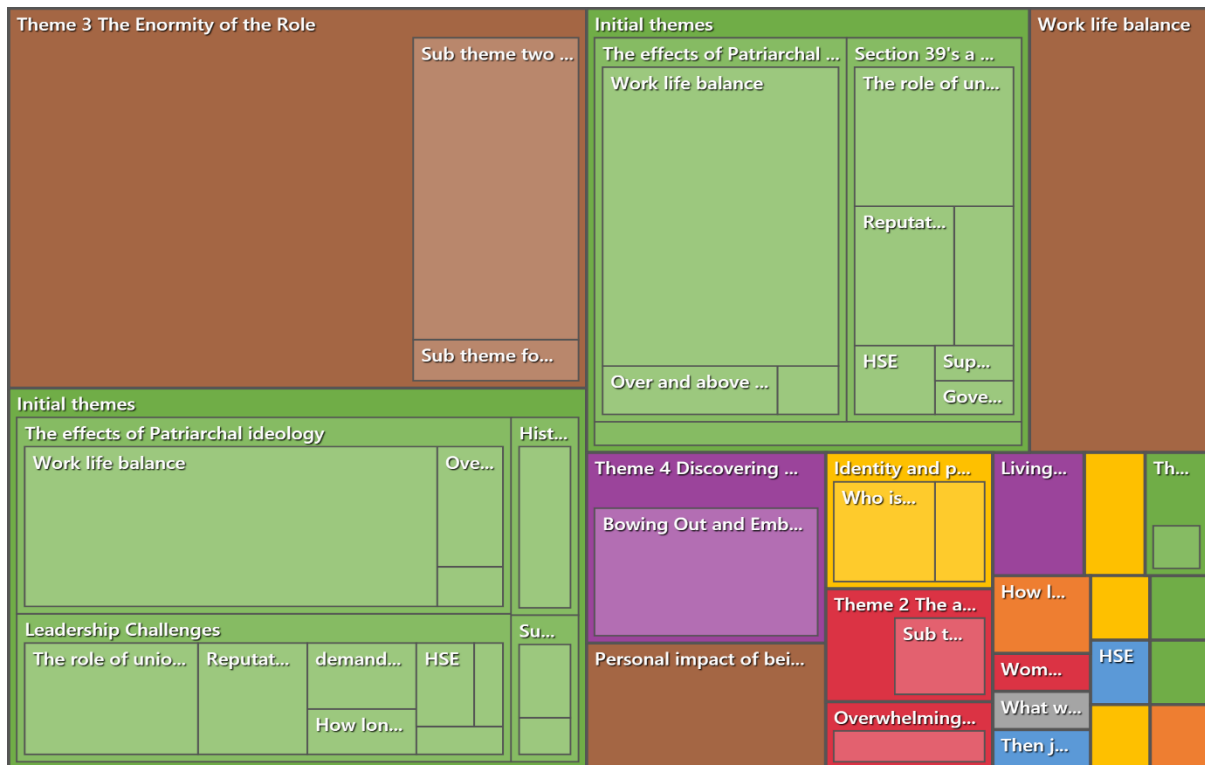 Theme 3 The Enormity of the Role
Sub theme two ...
Sub theme fo...
Initial themes
The effects of Patriarchal ...
Work life balance
Over and above ...
Section 39's a ...
The role of un...
Reputat...
HSE
Sup...
Gove...
Work life balance
Initial themes
The effects of Patriarchal ideology
Work life balance
Ove...
Hist...
Leadership Challenges
The role of unio...
Reputat...
demand...
How lon...
HSE
Su...
Theme 4 Discovering ...
Bowing Out and Emb...
Personal impact of bei...
Identity and p...
Who is...
Theme 2 The a...
Sub t...
Overwhelming...
Living...
Th...
How l...
Wom...
What w...
Then j...
HSE